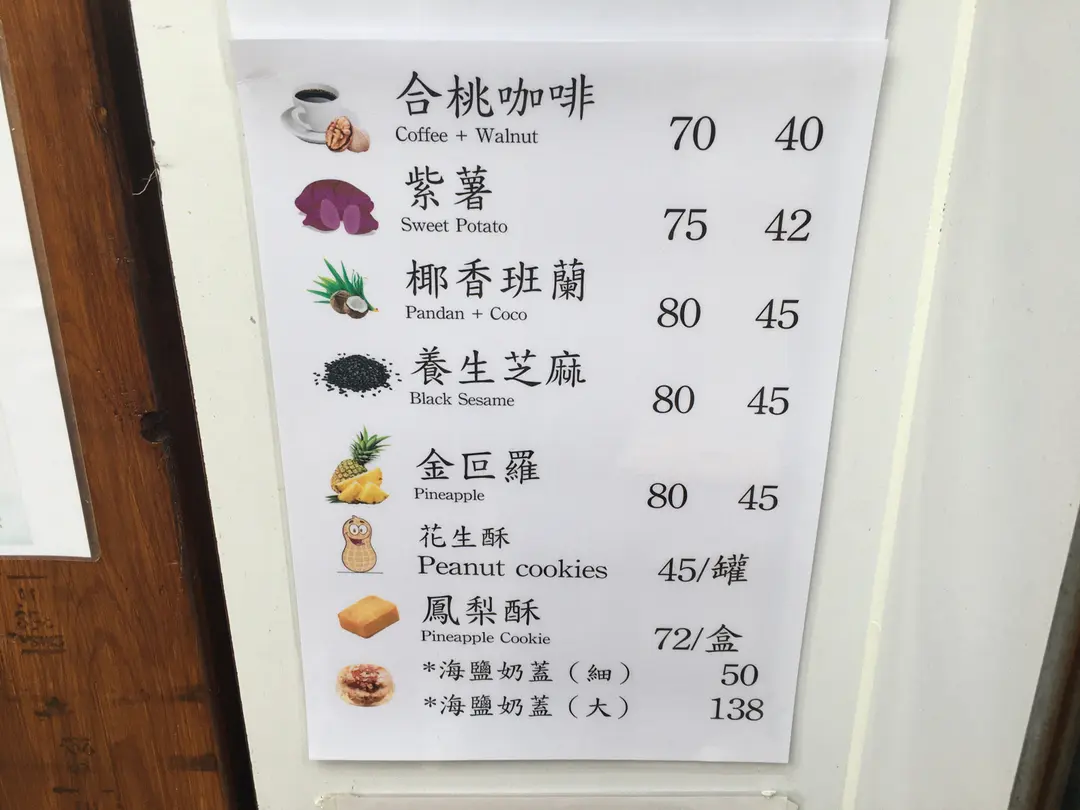 合桃咖啡
Coffee + Walnut 70 40
紫薯
Sweet Potato 75 42
椰香班蘭
Pandan + Coco 80 45
養生芝麻
Black Sesame 80 45
金叵羅
Pineapple 80 45
花生酥
Peanut cookies 45/罐
鳳梨酥
Pineapple Cookie 72/盒
*海鹽奶蓋（細） 50
*海鹽奶蓋（大） 138